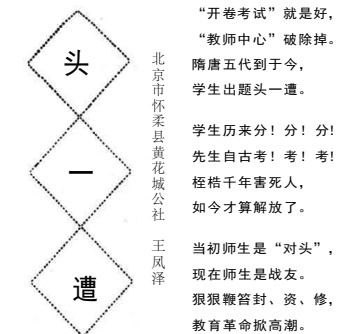 头一遭
北京市怀柔县黄花城公社 王凤泽
“开卷考试”就是好，
“教师中心”破除掉。
隋唐五代到于今，
学生出题头一遭。
学生历来分！分！分！
先生自古考！考！考！
桎梏千年害死人，
如今才算解放了。
当初师生是“对头”，
现在师生是战友。
狠狠鞭笞封、资、修，
教育革命掀高潮。